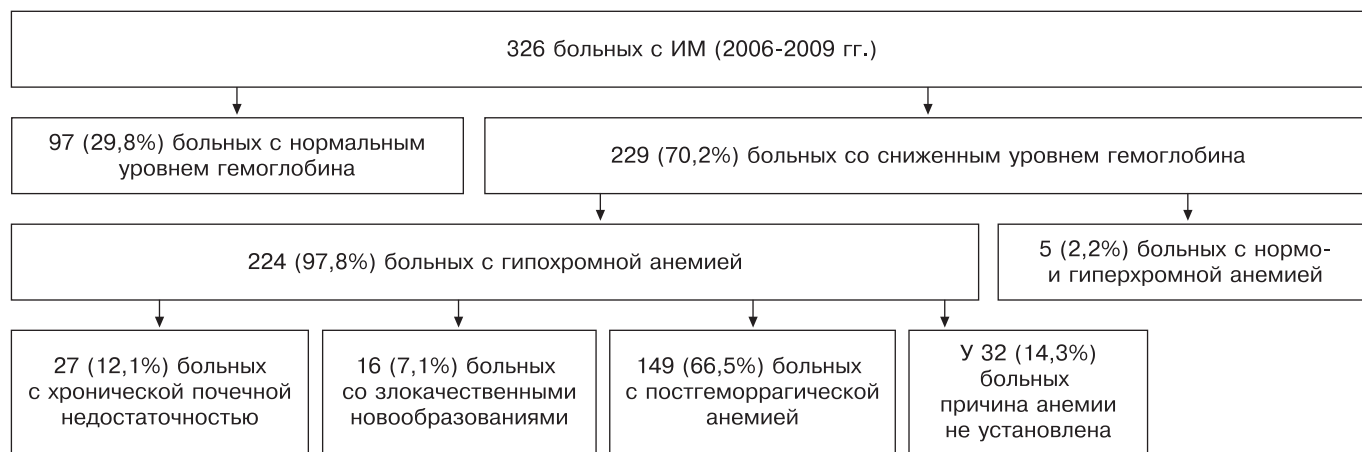 326 больных с ИМ (2006-2009 гг.)
97 (29,8%) больных с нормальным
уровнем гемоглобина
229 (70,2%) больных со сниженным уровнем гемоглобина
224 (97,8%) больных с гипохромной анемией
5 (2,2%) больных с нормо-
и гиперхромной анемией
27 (12,1%) больных
с хронической почечной
недостаточностью
16 (7,1%) больных
со злокачественными
новообразованиями
149 (66,5%) больных
с постгеморрагической
анемией
У 32 (14,3%)
больных
причина анемии
не установлена